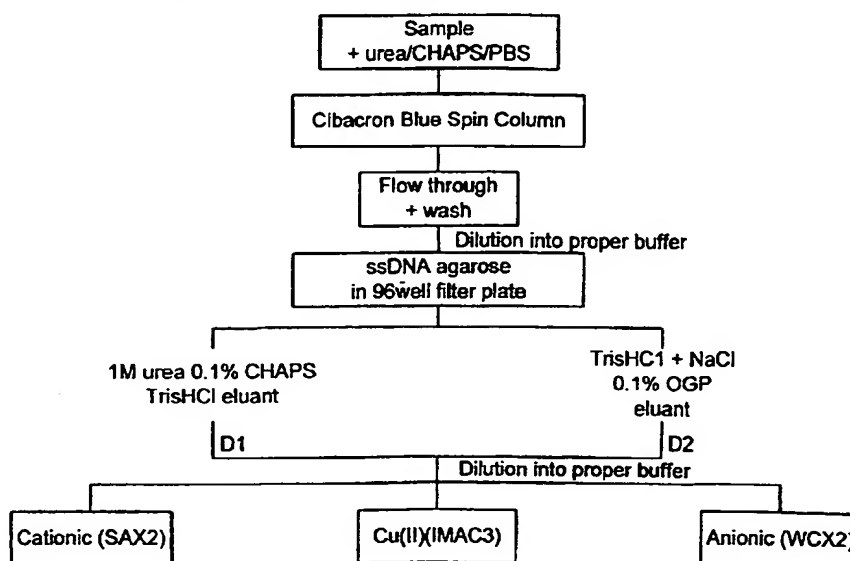 Sample
+ urea/CHAPS/PBS
Cibacron Blue Spin Column
Flow through
+ wash
Dilution into proper buffer
ssDNA agarose
in 96well filter plate
1M urea 0.1% CHAPS
TrisHCl eluant
TrisHC1 + NaCl
0.1% OGP
eluant
D1
D2
Dilution into proper buffer
Cationic (SAX2)
Cu(II)(IMAC3)
Anionic (WCX2)